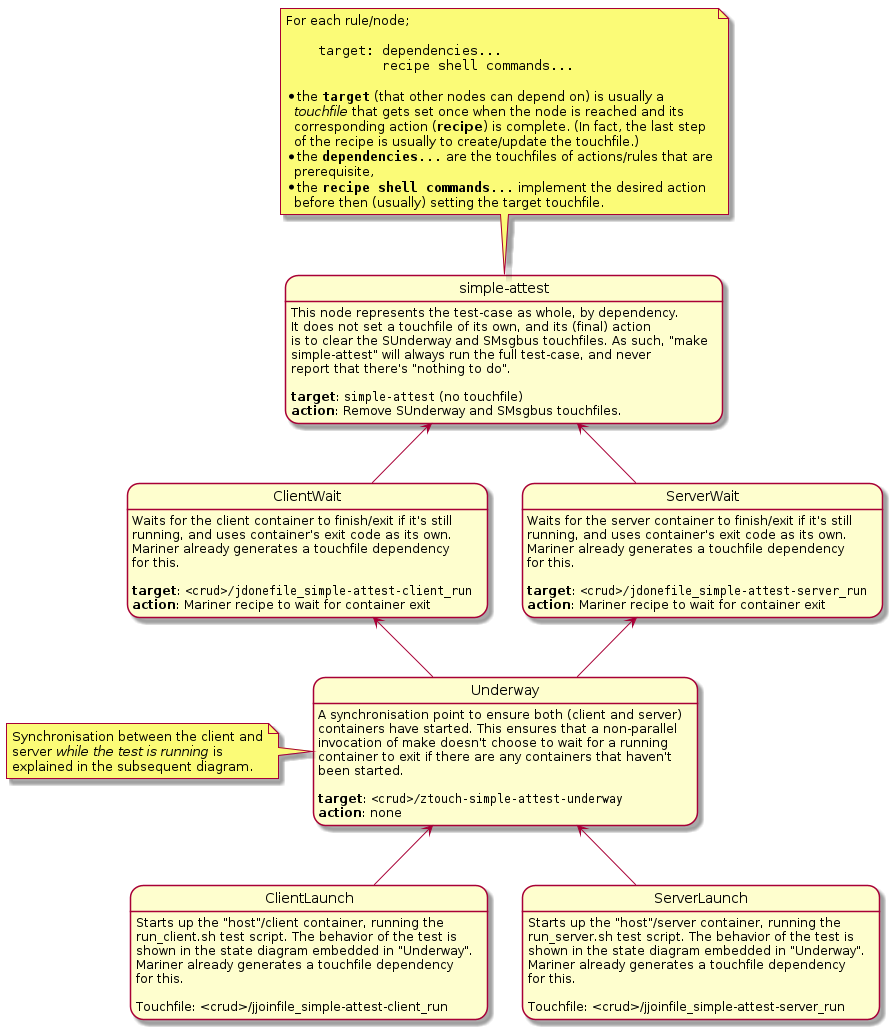 For each rule/node;
target: dependencies...
recipe shell commands...
•the target (that other nodes can depend on) is usually a
touchfile that gets set once when the node is reached and its
corresponding action (recipe) is complete. (In fact, the last step
of the recipe is usually to create/update the touchfile.)
•the dependencies... are the touchfiles of actions/rules that are
prerequisite,
•the recipe shell commands... implement the desired action
before then (usually) setting the target touchfile.
simple-attest
This node represents the test-case as whole, by dependency.
It does not set a touchfile of its own, and its (final) action
is to clear the SUnderway and SMsgbus touchfiles. As such, "make
simple-attest" will always run the full test-case, and never
report that there's "nothing to do".
target: simple-attest (no touchfile)
action: Remove SUnderway and SMsgbus touchfiles.
ClientWait
Waits for the client container to finish/exit if it's still
running, and uses container's exit code as its own.
Mariner already generates a touchfile dependency
for this.
target: <crud>/jdonefile_simple-attest-client_run
action: Mariner recipe to wait for container exit
ServerWait
Waits for the server container to finish/exit if it's still
running, and uses container's exit code as its own.
Mariner already generates a touchfile dependency
for this.
target: <crud>/jdonefile_simple-attest-server_run
action: Mariner recipe to wait for container exit
Synchronisation between the client and
server while the test is running is
explained in the subsequent diagram.
Underway
A synchronisation point to ensure both (client and server)
containers have started. This ensures that a non-parallel
invocation of make doesn't choose to wait for a running
container to exit if there are any containers that haven't
been started.
target: <crud>/ztouch-simple-attest-underway
action: none
ClientLaunch
Starts up the "host"/client container, running the
run_client.sh test script. The behavior of the test is
shown in the state diagram embedded in "Underway".
Mariner already generates a touchfile dependency
for this.
Touchfile: <crud>/jjoinfile_simple-attest-client_run
ServerLaunch
Starts up the "host"/server container, running the
run_server.sh test script. The behavior of the test is
shown in the state diagram embedded in "Underway".
Mariner already generates a touchfile dependency
for this.
Touchfile: <crud>/jjoinfile_simple-attest-server_run